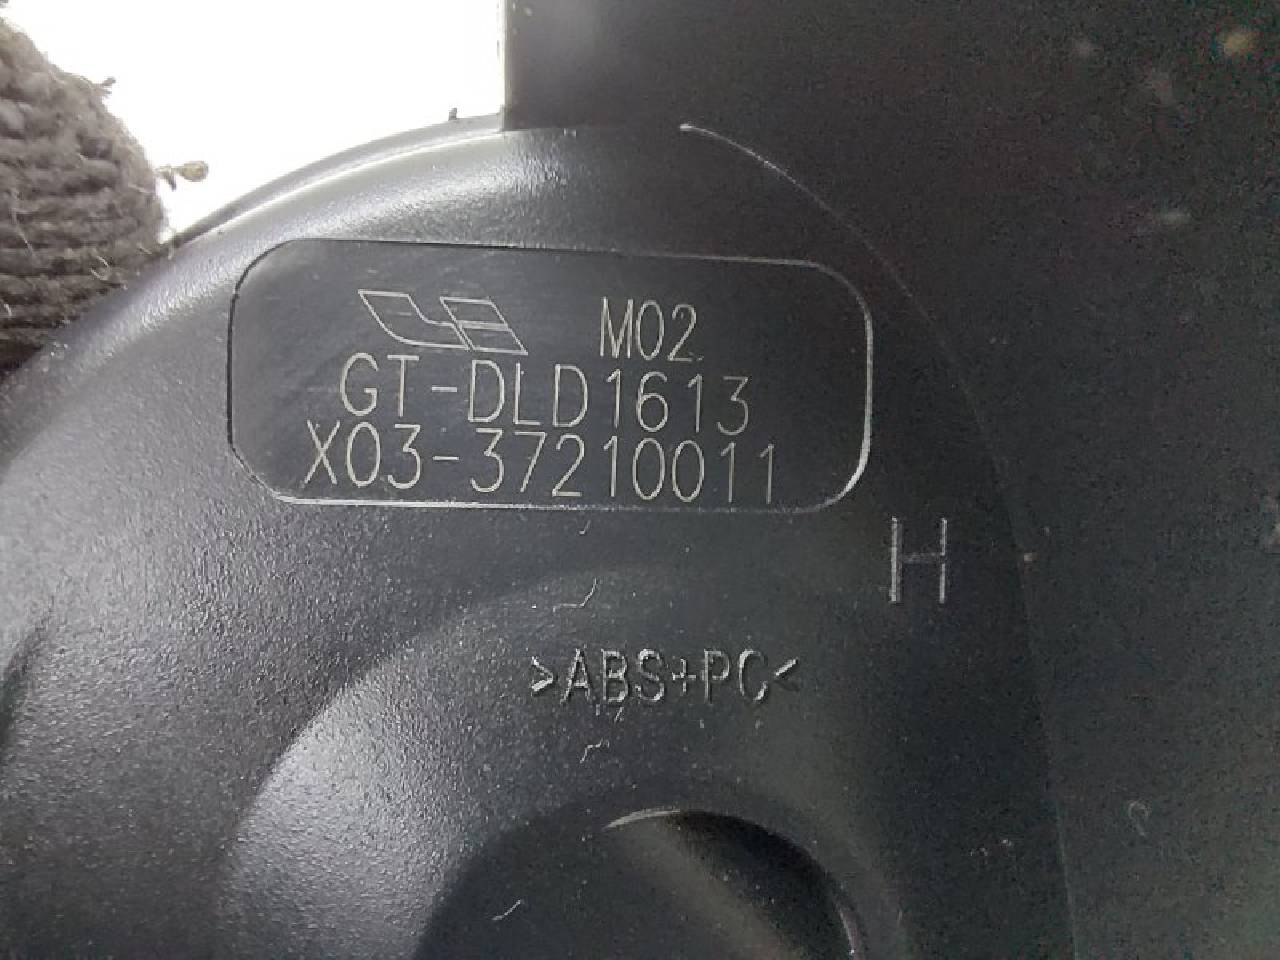 M02
GT-DLD1613
X03-37210011
H
>ABS+PC<